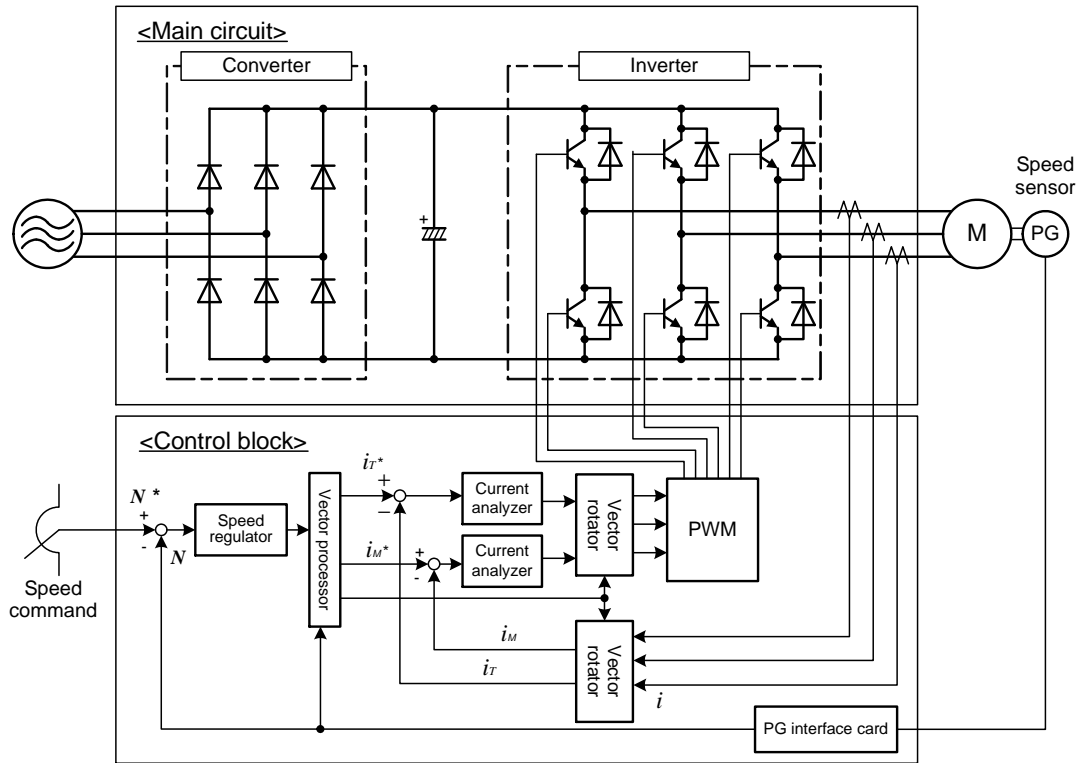 <Main circuit>
Converter
Inverter
Speed
sensor
+
M
PG
<Control block>
iT*
+
−
Current
analyzer
Vector
rotator
PWM
N*
+
-
N
Speed
regulator
Vector
processor
iM*
+
-
Current
analyzer
Speed
command
iM
iT
Vector
rotator
i
PG interface card